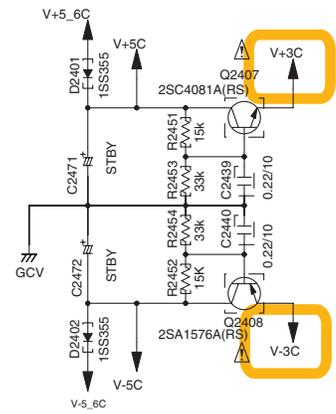 V+5_6C
V+5C
V+3C
D2401
1SS355
Q2407
2SC4081A(RS)
R2451
15k
C2471
STBY
R2453
33k
C2439
0.22/10
GCV
C2472
STBY
R2454
33k
C2440
0.22/10
R2452
15K
D2402
1SS355
Q2408
2SA1576A(RS)
V-5C
V-3C
V-5_6C